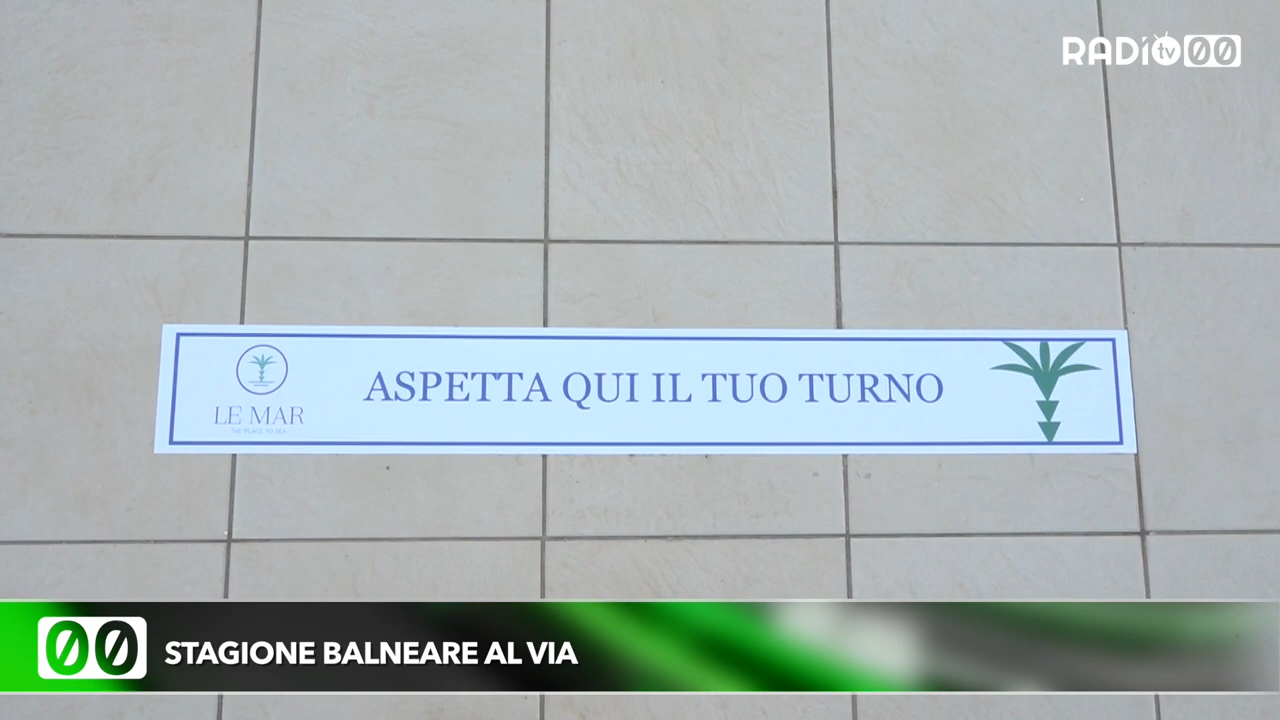 RADIO tv 00
ASPETTA QUI IL TUO TURNO
LE MAR
THE PLACE TO SEA
00 STAGIONE BALNEARE AL VIA